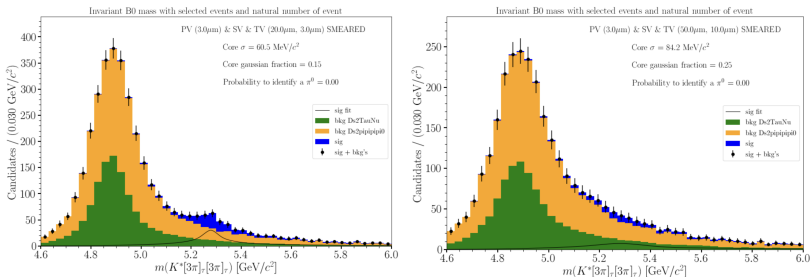 Invariant B0 mass with selected events and natural number of event
PV (3.0μm) & SV & TV (20.0μm, 3.0μm) SMEARED
Core σ = 60.5 MeV/c²
Core gaussian fraction = 0.15
Probability to identify a π⁰ = 0.00
sig fit
bkg Ds2TauNu
bkg Ds2pipipipi0
sig
sig + bkg's
Candidates / (0.030 GeV/c²)
400
350
300
250
200
150
100
50
0
4.6 4.8 5.0 5.2 5.4 5.6 5.8 6.0
m(K*[3π]τ[3π]τ) [GeV/c²]
Invariant B0 mass with selected events and natural number of event
PV (3.0μm) & SV & TV (50.0μm, 10.0μm) SMEARED
Core σ = 84.2 MeV/c²
Core gaussian fraction = 0.25
Probability to identify a π⁰ = 0.00
sig fit
bkg Ds2TauNu
bkg Ds2pipipipi0
sig
sig + bkg's
Candidates / (0.030 GeV/c²)
250
200
150
100
50
0
4.6 4.8 5.0 5.2 5.4 5.6 5.8 6.0
m(K*[3π]τ[3π]τ) [GeV/c²]